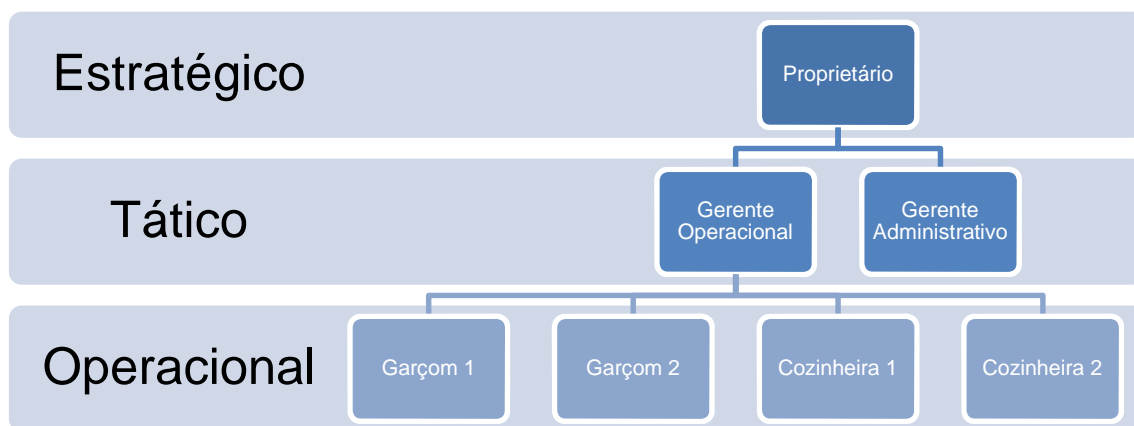 Estratégico
Proprietário
Tático
Gerente
Operacional
Gerente
Administrativo
Operacional
Garçom 1
Garçom 2
Cozinheira 1
Cozinheira 2